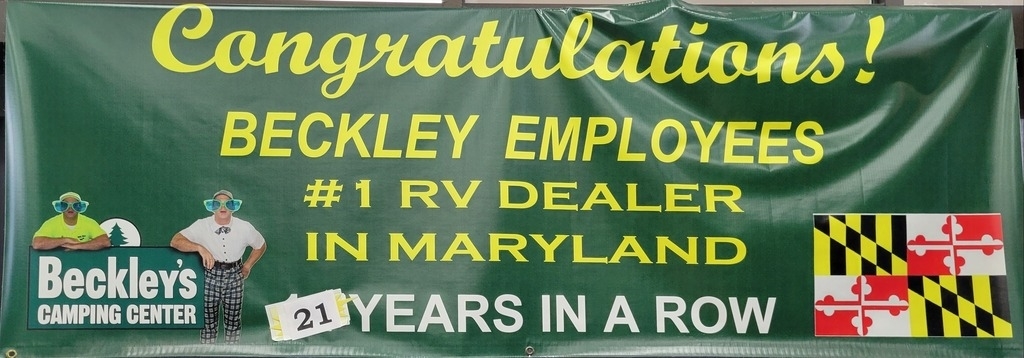 Congratulations!
BECKLEY EMPLOYEES
#1 RV DEALER
IN MARYLAND
21 YEARS IN A ROW
Beckley's
CAMPING CENTER